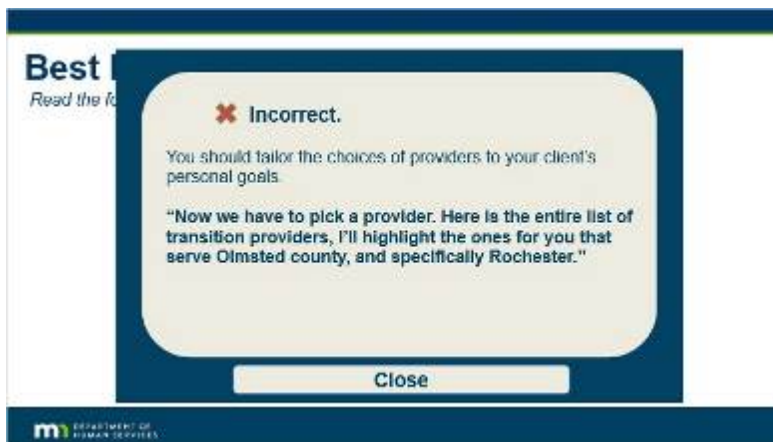 Best
Read the fo
Incorrect.
You should tailor the choices of providers to your client's
personal goals.
“Now we have to pick a provider. Here is the entire list of
transition providers, I’ll highlight the ones for you that
serve Olmsted county, and specifically Rochester.”
Close
mn DEPARTMENT OF
HUMAN SERVICES